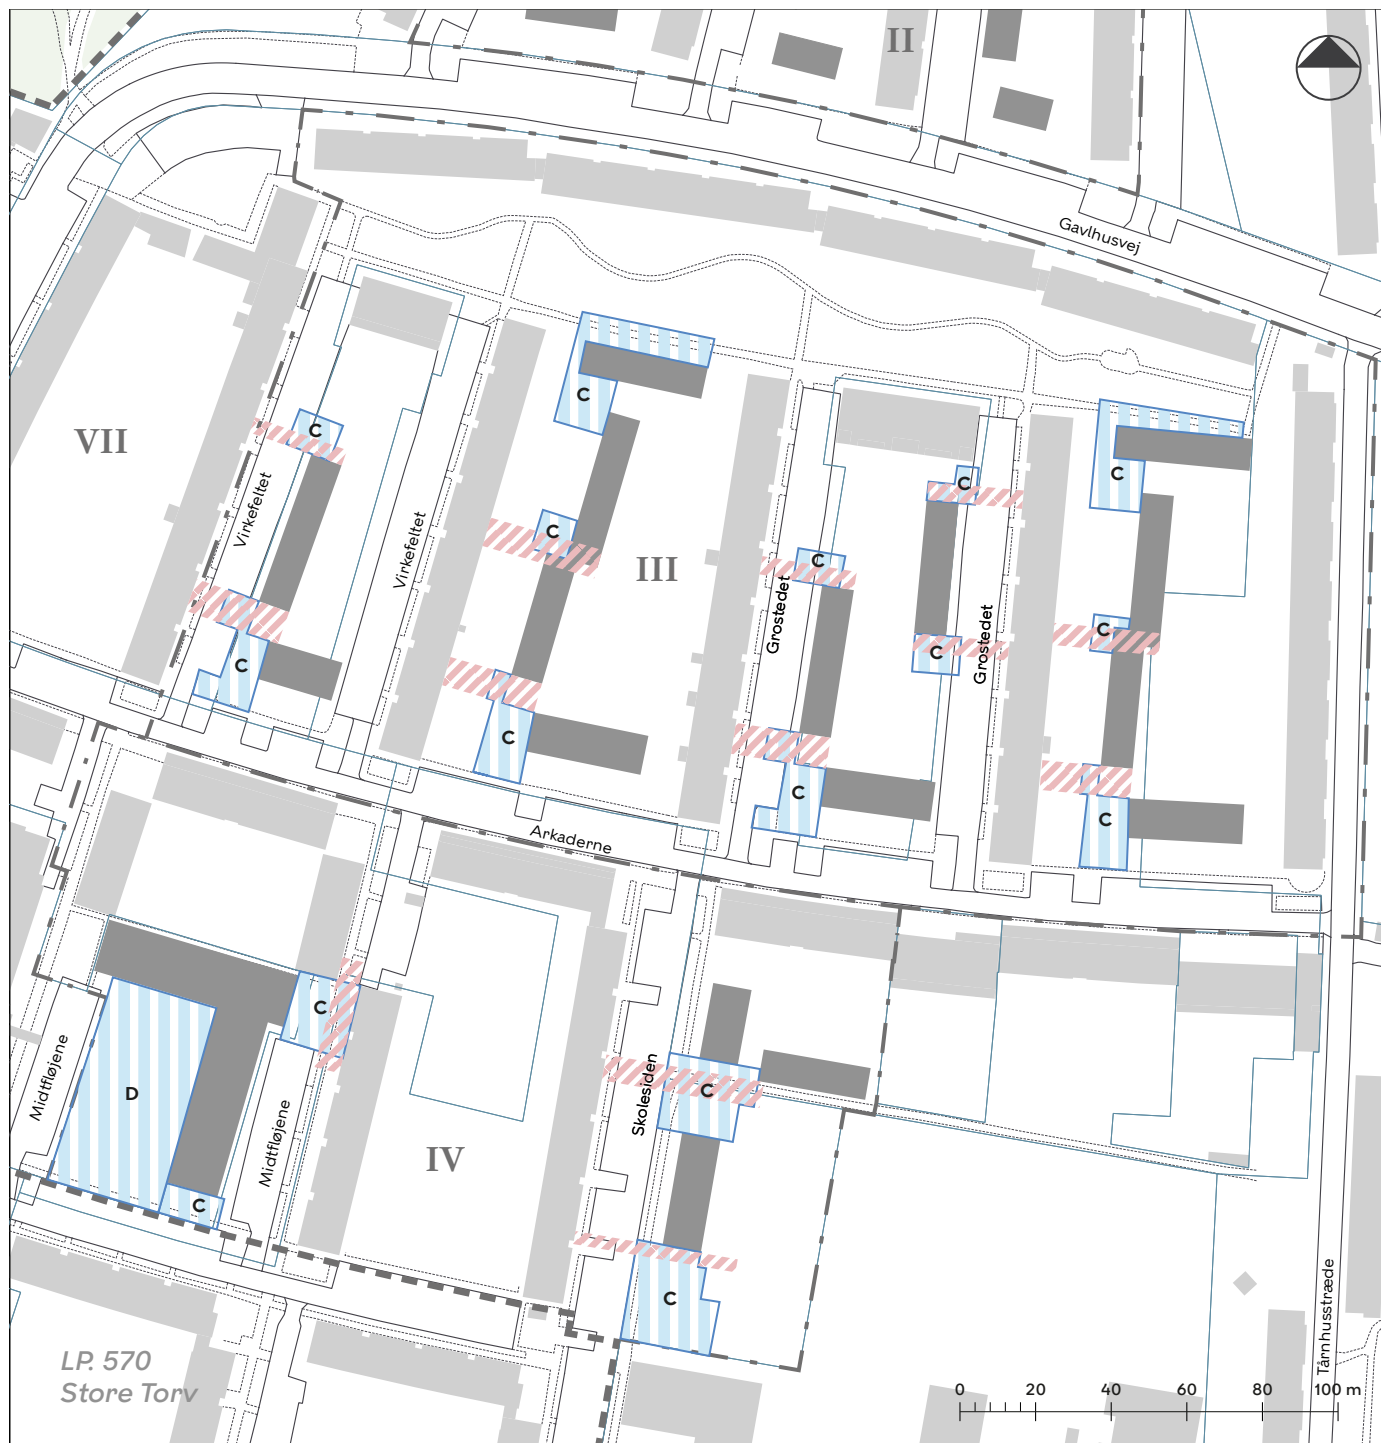 II
Gavlhusvej
C
C
VII
C
C
C
Virkefeltet
Virkefeltet
C
III
C
Grostedet
C
Grostedet
C
C
C
C
C
C
Arkaderne
C
Midtfløjene
D
Midtfløjene
C
Skolesiden
IV
C
C
Tårnhusstræde
LP. 570
Store Torv
0 20 40 60 80 100 m